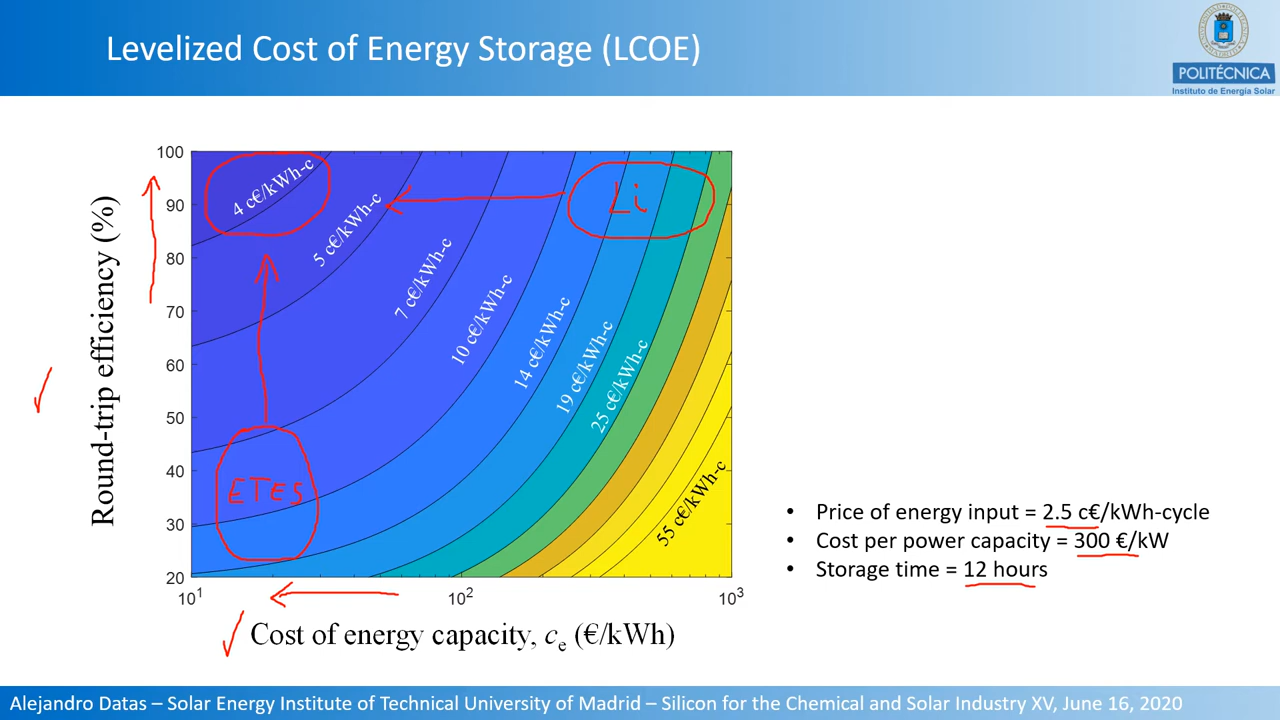 Levelized Cost of Energy Storage (LCOE)
POLITÉCNICA
Instituto de Energía Solar
Round-trip efficiency (%)
100
90
80
70
60
50
40
30
20
4 c€/kWh-c
5 c€/kWh-c
7 c€/kWh-c
10 c€/kWh-c
14 c€/kWh-c
19 c€/kWh-c
25 c€/kWh-c
55 c€/kWh-c
Li
ETES
10¹
10²
10³
Cost of energy capacity, cₑ (€/kWh)
• Price of energy input = 2.5 c€/kWh-cycle
• Cost per power capacity = 300 €/kW
• Storage time = 12 hours
Alejandro Datas – Solar Energy Institute of Technical University of Madrid – Silicon for the Chemical and Solar Industry XV, June 16, 2020